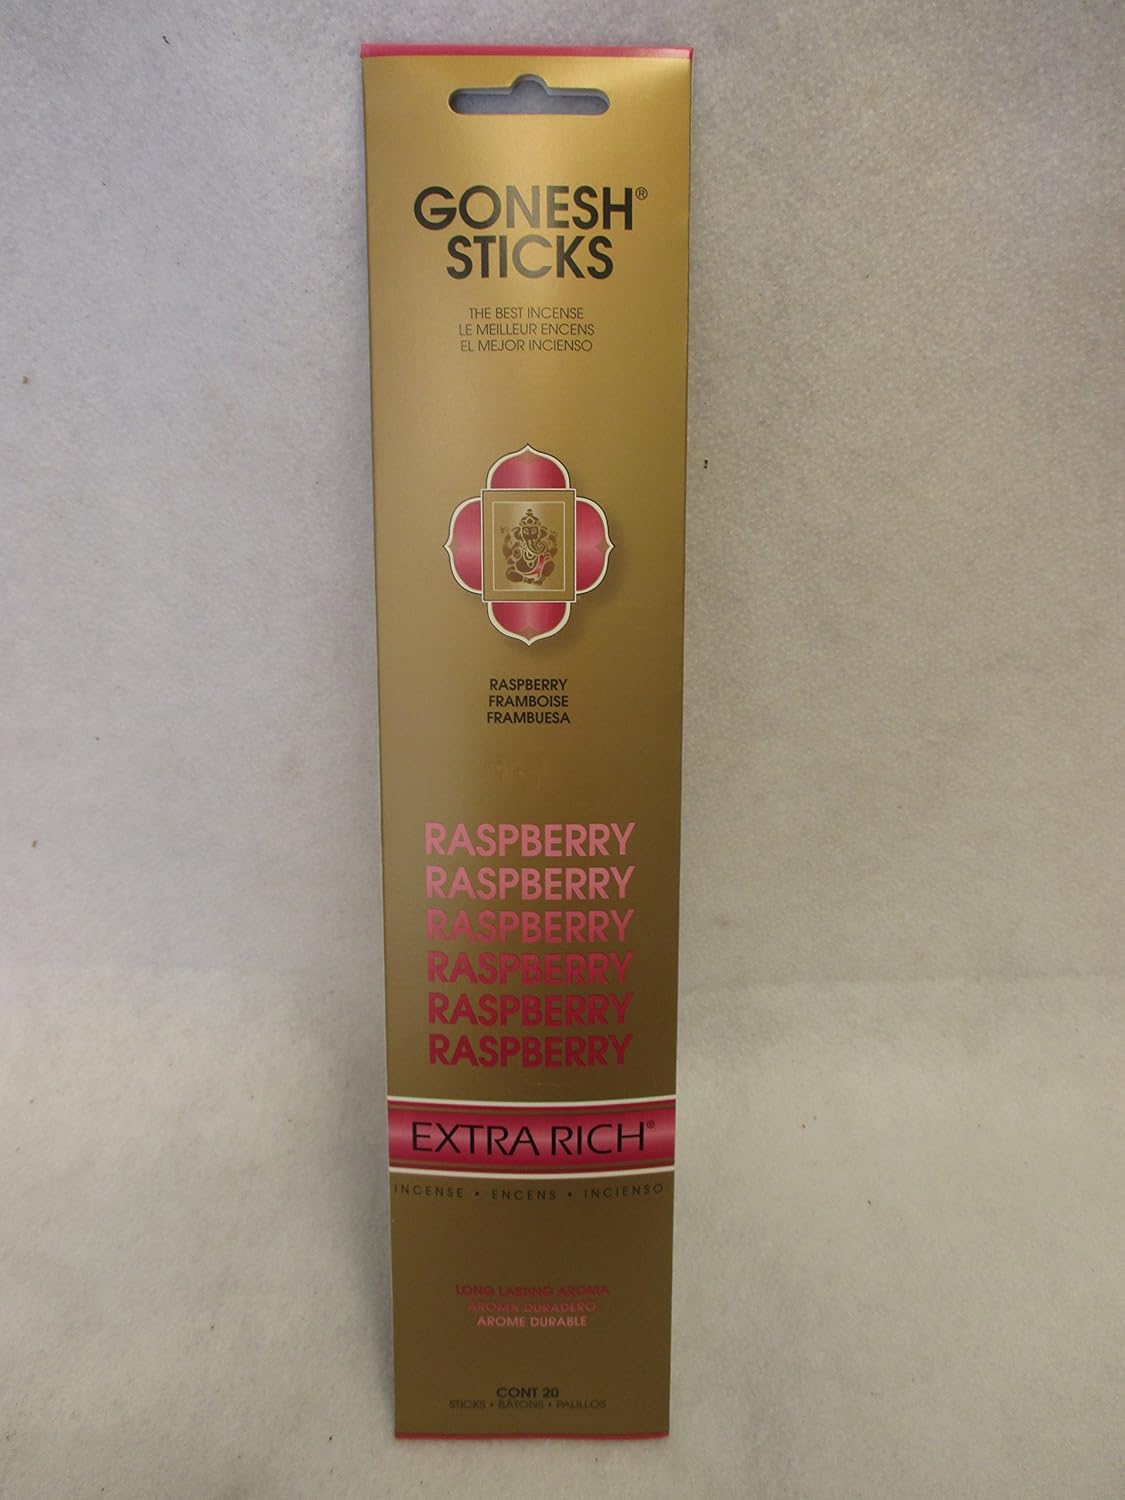 GONESH®
STICKS
THE BEST INCENSE
LE MEILLEUR ENCENS
EL MEJOR INCIENSO
RASPBERRY
FRAMBOISE
FRAMBUESA
RASPBERRY
RASPBERRY
RASPBERRY
RASPBERRY
RASPBERRY
RASPBERRY
EXTRA RICH®
INCENSE • ENCENS • INCIENSO
LONG LASTING AROMA
AROMA DURADERO
AROME DURABLE
CONT 20
STICKS • BÂTONS • PALILLOS